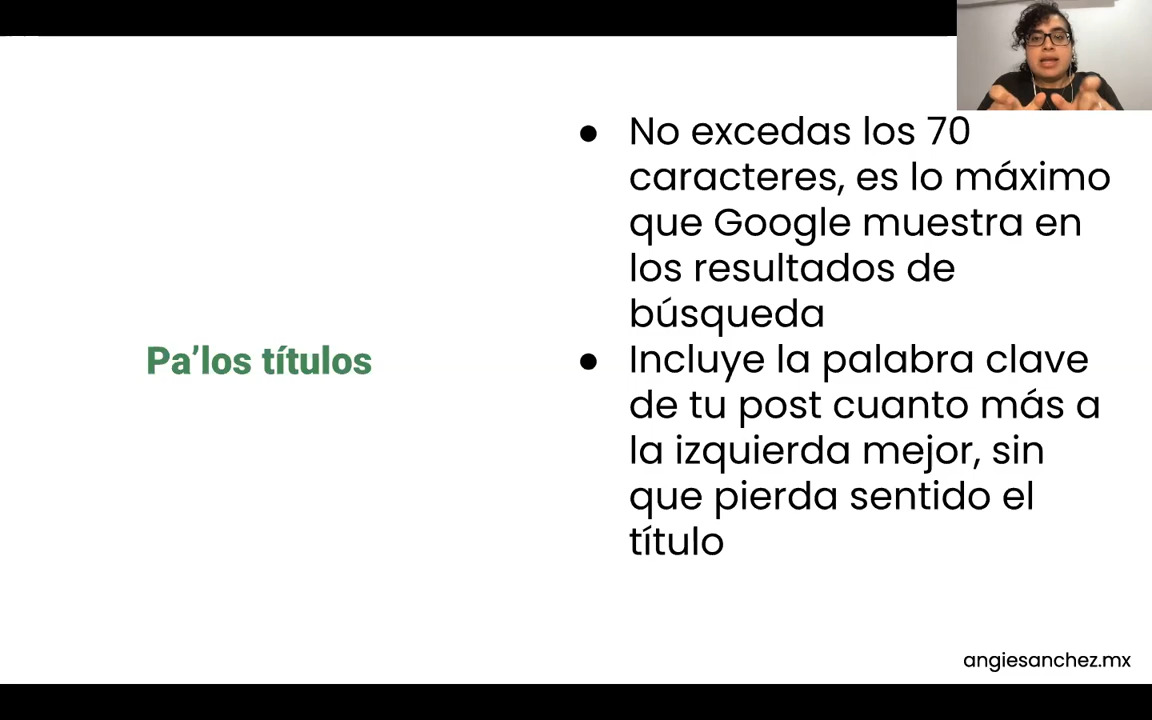 Pa’los títulos
● No excedas los 70
caracteres, es lo máximo
que Google muestra en
los resultados de
búsqueda
● Incluye la palabra clave
de tu post cuanto más a
la izquierda mejor, sin
que pierda sentido el
título
angiesanchez.mx